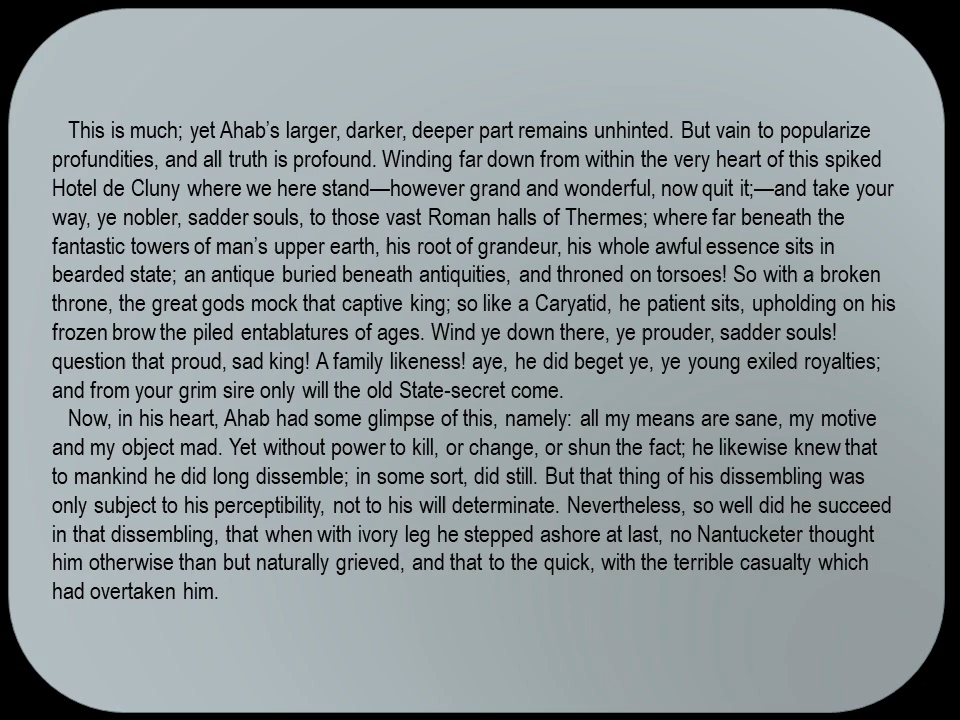 This is much; yet Ahab’s larger, darker, deeper part remains unhinted. But vain to popularize
profundities, and all truth is profound. Winding far down from within the very heart of this spiked
Hotel de Cluny where we here stand—however grand and wonderful, now quit it;—and take your
way, ye nobler, sadder souls, to those vast Roman halls of Thermes; where far beneath the
fantastic towers of man’s upper earth, his root of grandeur, his whole awful essence sits in
bearded state; an antique buried beneath antiquities, and throned on torsoes! So with a broken
throne, the great gods mock that captive king; so like a Caryatid, he patient sits, upholding on his
frozen brow the piled entablatures of ages. Wind ye down there, ye prouder, sadder souls!
question that proud, sad king! A family likeness! aye, he did beget ye, ye young exiled royalties;
and from your grim sire only will the old State-secret come.
Now, in his heart, Ahab had some glimpse of this, namely: all my means are sane, my motive
and my object mad. Yet without power to kill, or change, or shun the fact; he likewise knew that
to mankind he did long dissemble; in some sort, did still. But that thing of his dissembling was
only subject to his perceptibility, not to his will determinate. Nevertheless, so well did he succeed
in that dissembling, that when with ivory leg he stepped ashore at last, no Nantucketer thought
him otherwise than but naturally grieved, and that to the quick, with the terrible casualty which
had overtaken him.